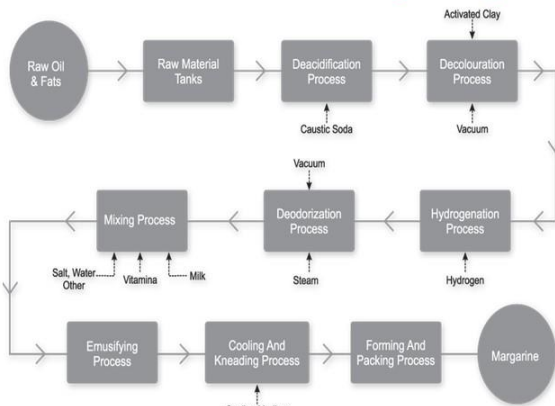 Activated Clay
Raw Oil
& Fats
Raw Material
Tanks
Deacidification
Process
Decolouration
Process
Caustic Soda
Vacuum
Vacuum
Mixing Process
Deodorization
Process
Hydrogenation
Process
Salt, Water
Other
Vitamina
Milk
Steam
Hydrogen
Emusifying
Process
Cooling And
Kneading Process
Forming And
Packing Process
Margarine